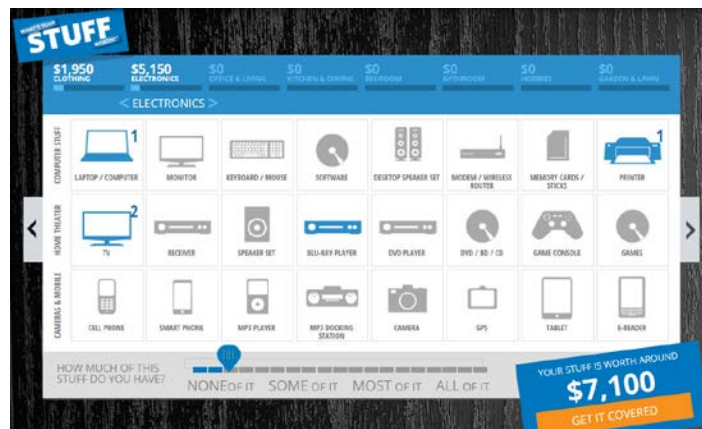 WHAT'S YOUR
STUFF
WORTH?
$1,950
CLOTHING
$5,150
ELECTRONICS
$0
OFFICE & LIVING
$0
KITCHEN & DINING
$0
BEDROOM
$0
BATHROOM
$0
HOBBIES
$0
GARDEN & LAWN
< ELECTRONICS >
COMPUTER STUFF
1
LAPTOP / COMPUTER
MONITOR
KEYBOARD / MOUSE
SOFTWARE
DESKTOP SPEAKER SET
MODEM / WIRELESS
ROUTER
MEMORY CARDS /
STICKS
1
PRINTER
HOME THEATER
2
TV
RECEIVER
SPEAKER SET
BLU-RAY PLAYER
DVD PLAYER
DVD / BD / CD
GAME CONSOLE
GAMES
CAMERAS & MOBILE
CELL PHONE
SMART PHONE
MP3 PLAYER
MP3 DOCKING
STATION
CAMERA
GPS
TABLET
E-READER
HOW MUCH OF THIS
STUFF DO YOU HAVE?
NONE OF IT SOME OF IT MOST OF IT ALL OF IT
YOUR STUFF IS WORTH AROUND
$7,100
GET IT COVERED